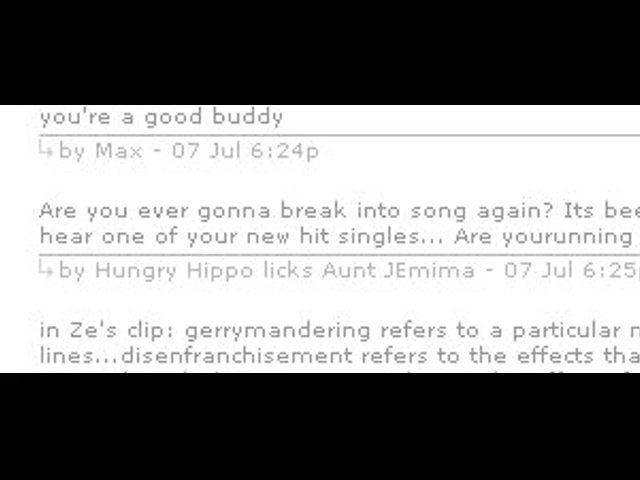 you're a good buddy
by Max - 07 Jul 6:24p
Are you ever gonna break into song again? Its
hear one of your new hit singles... Are yourunning
by Hungry Hippo licks Aunt JEmima - 07 Jul 6:25
in Ze's clip: gerrymandering refers to a particular
lines...disenfranchisement refers to the effects